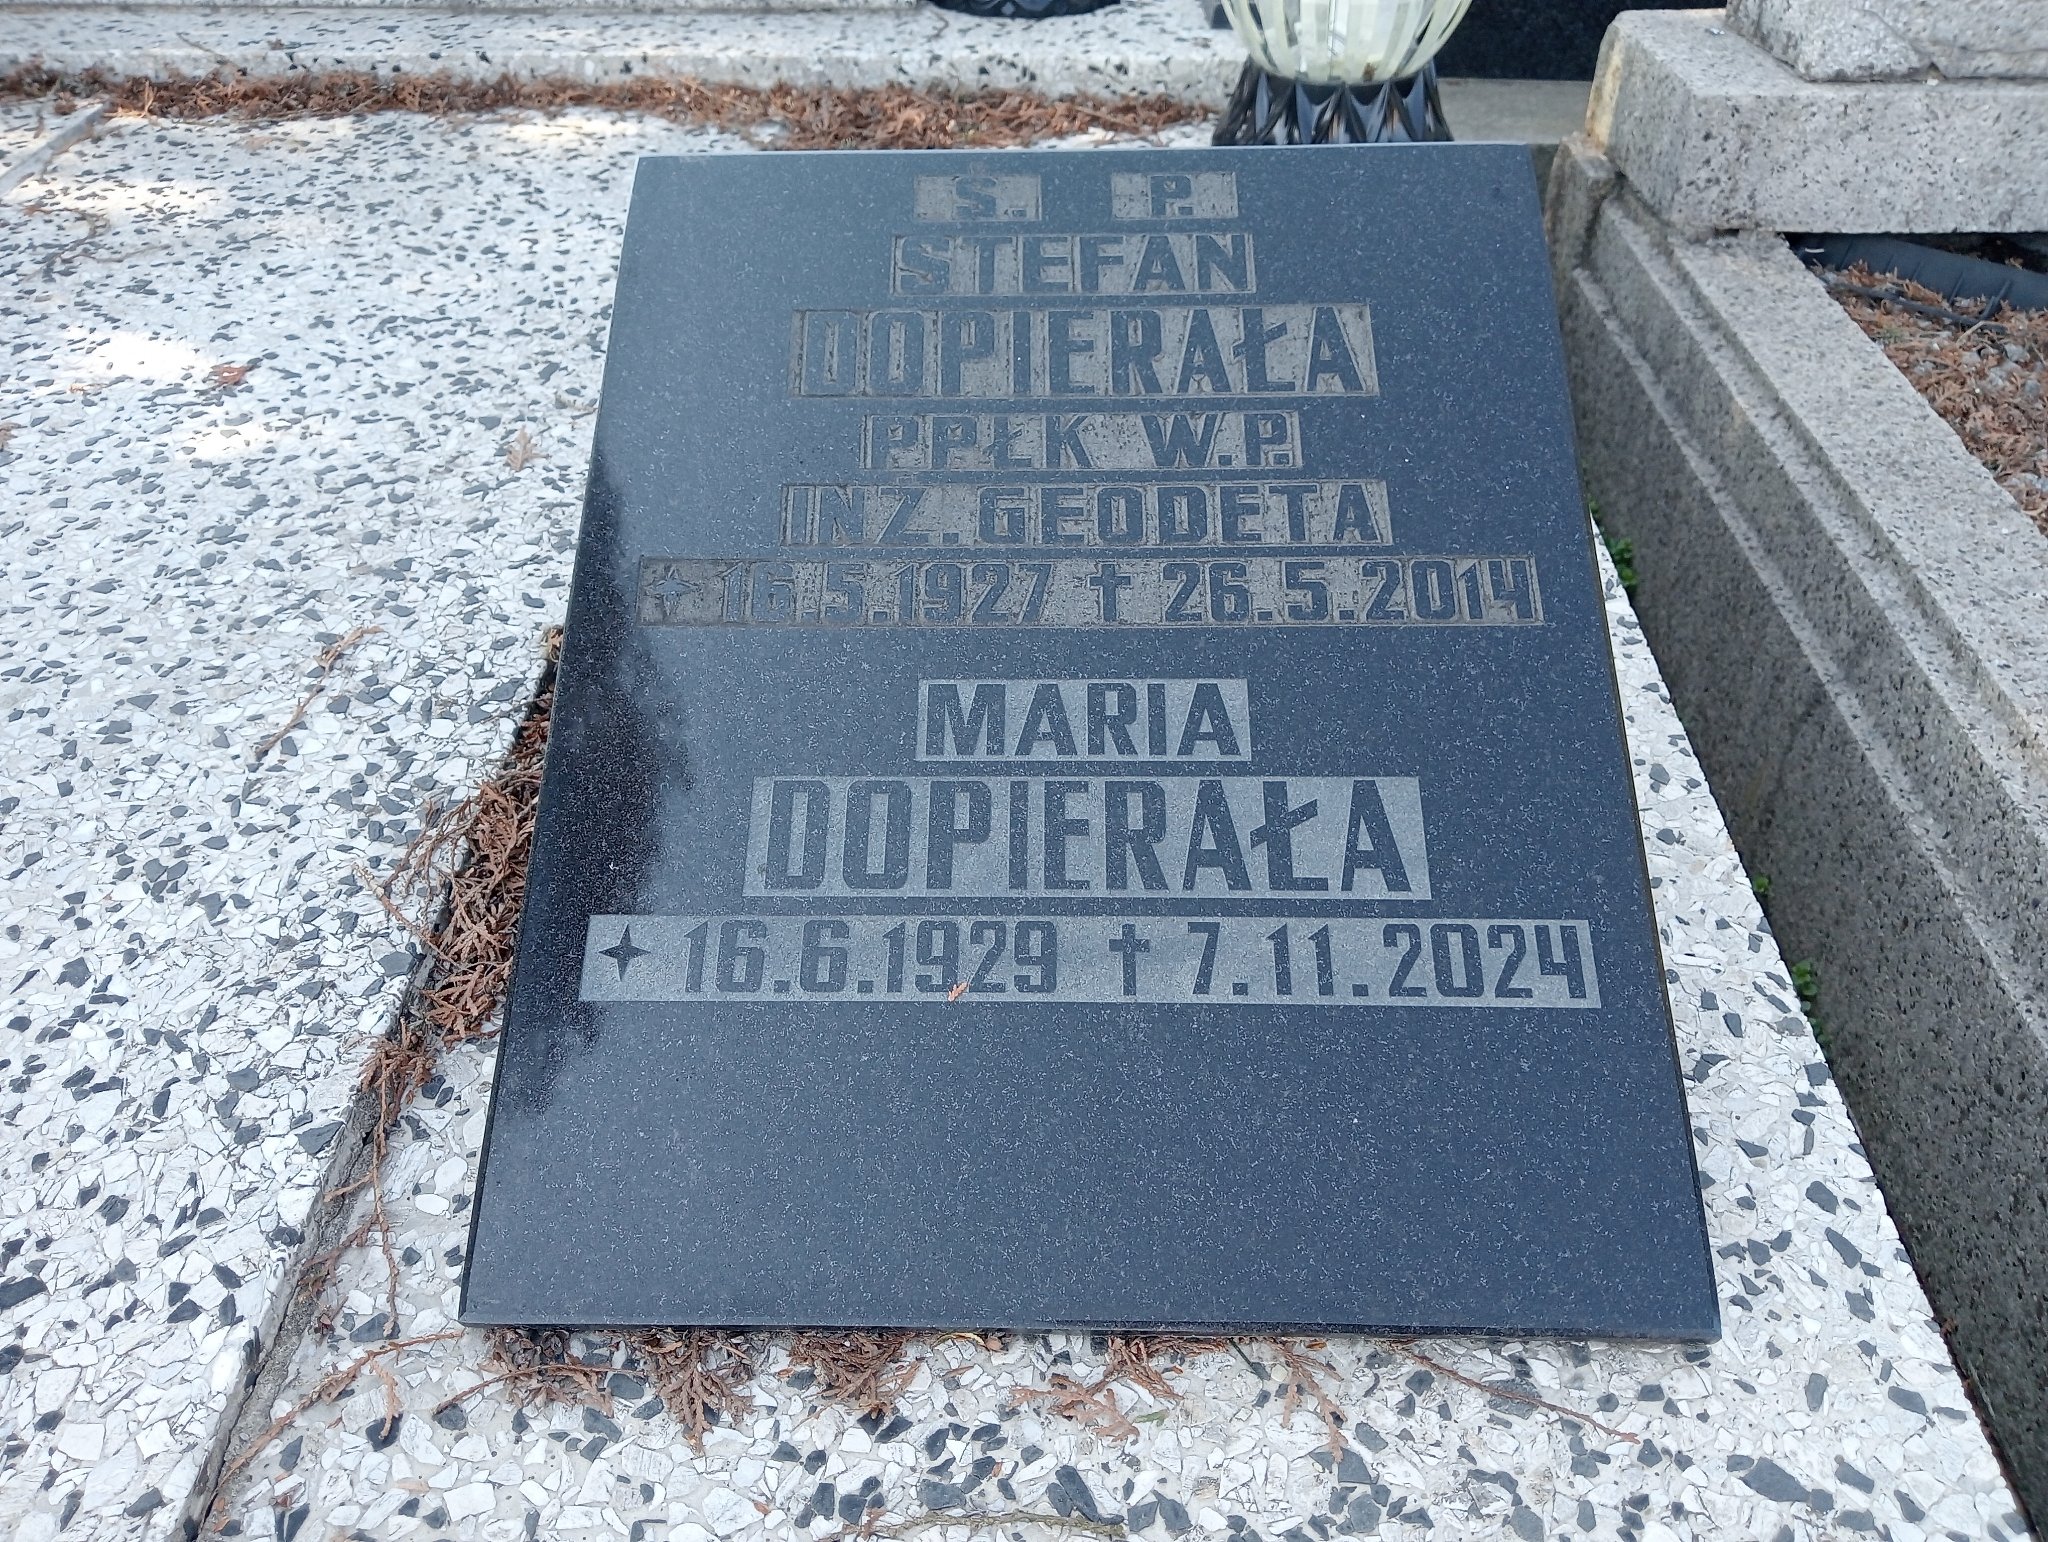 Ś. P.
STEFAN
DOPIERAŁA
PPŁK W.P.
INŻ. GEODETA
16.5.1927 † 26.5.2014
MARIA
DOPIERAŁA
16.6.1929 † 7.11.2024